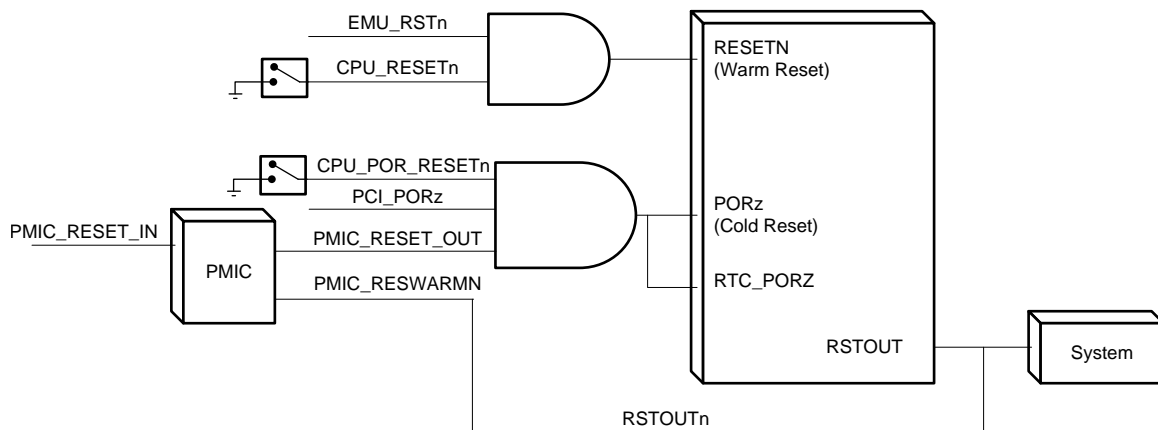 EMU_RSTn
CPU_RESETn
RESETN
(Warm Reset)
CPU_POR_RESETn
PCI_PORz
PMIC_RESET_IN
PMIC
PMIC_RESET_OUT
PMIC_RESWARMN
PORz
(Cold Reset)
RTC_PORZ
RSTOUT
System
RSTOUTn